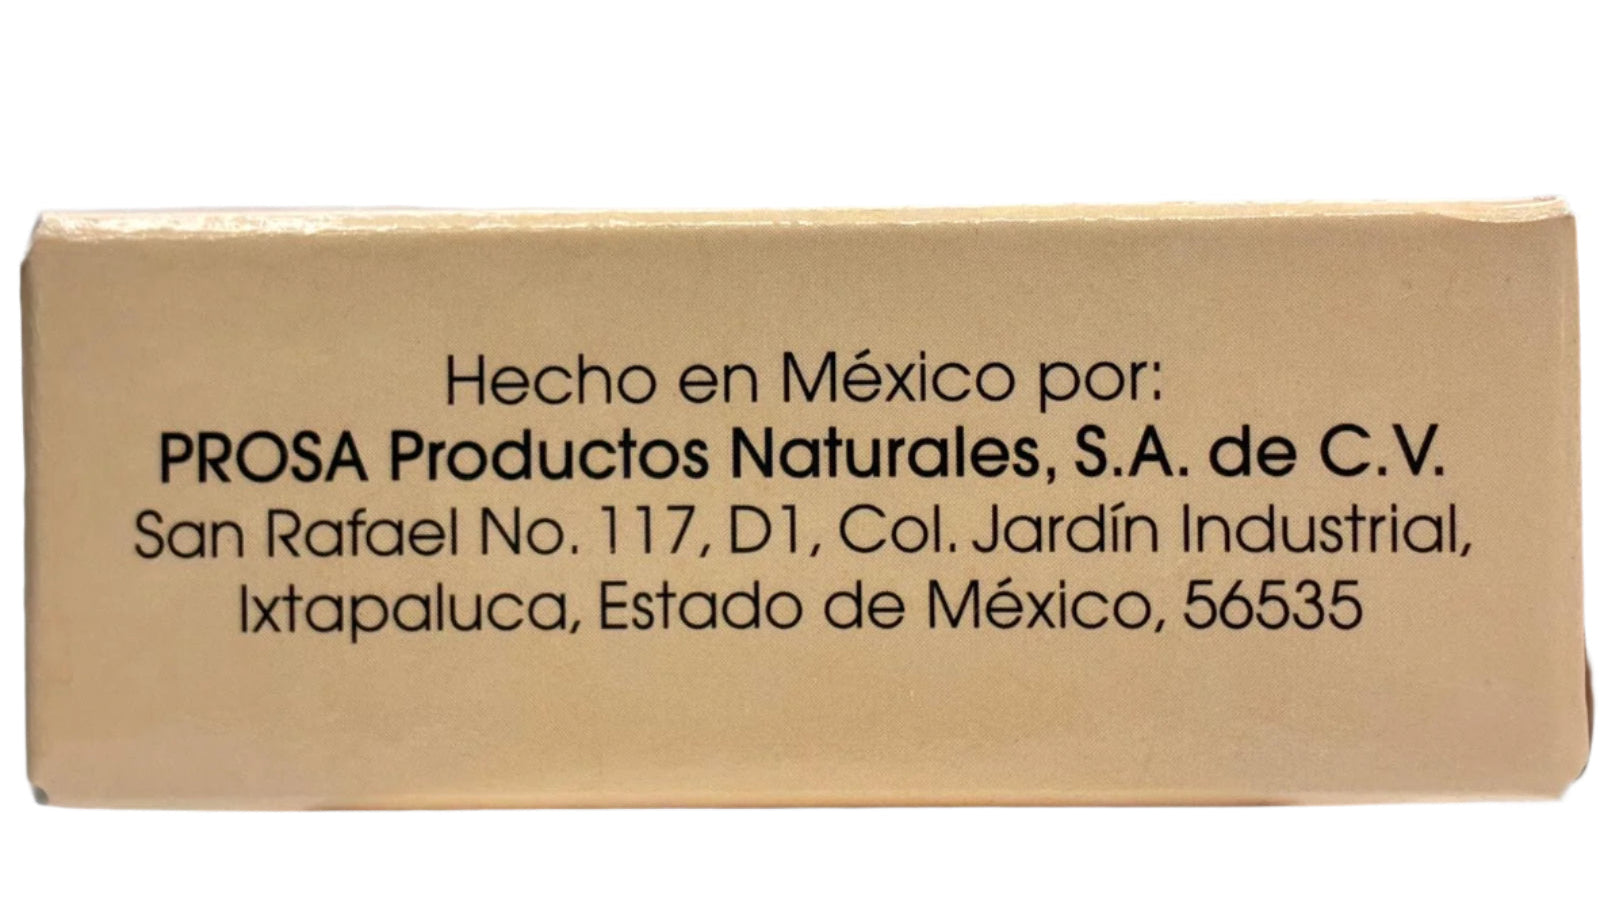 Hecho en México por:
PROSA Productos Naturales, S.A. de C.V.
San Rafael No. 117, D1, Col. Jardín Industrial,
Ixtapaluca, Estado de México, 56535